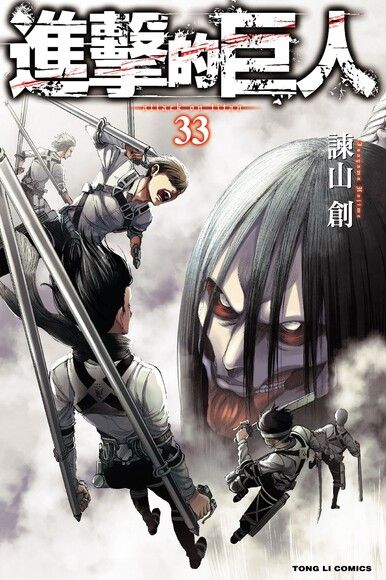 進擊的巨人
attack on titan
33
諫山創
Isayama Hajime
TONG LI COMICS